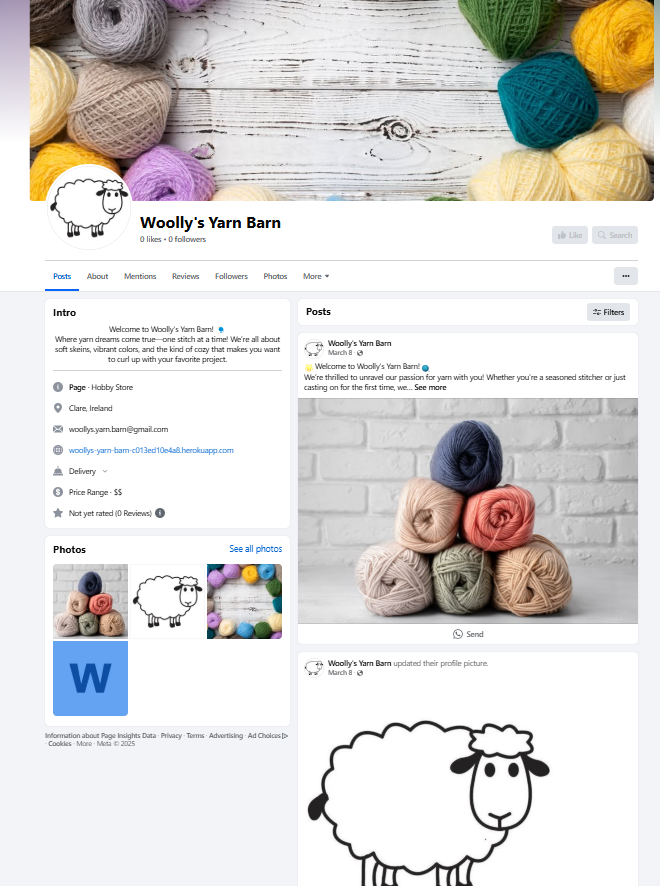 Woolly's Yarn Barn
0 likes • 0 followers
Like
Search
Posts
About
Mentions
Reviews
Followers
Photos
More
Intro
Welcome to Woolly's Yarn Barn!
Where yarn dreams come true—one stitch at a time! We're all about
soft skeins, vibrant colors, and the kind of cozy that makes you want
to curl up with your favorite project.
Page · Hobby Store
Clare, Ireland
woollys.yarn.barn@gmail.com
woollys-yarn-barn-c013ed10e4a8.herokuapp.com
Delivery
Price Range · $$
Not yet rated (0 Reviews)
Photos
See all photos
W
Information about Page Insights Data · Privacy · Terms · Advertising · Ad Choices
· Cookies · More · Meta © 2025
Posts
Filters
Woolly's Yarn Barn
March 8 ·
Welcome to Woolly's Yarn Barn!
We're thrilled to unravel our passion for yarn with you! Whether you're a seasoned stitcher or just
casting on for the first time, we... See more
Send
Woolly's Yarn Barn updated their profile picture.
March 8 ·